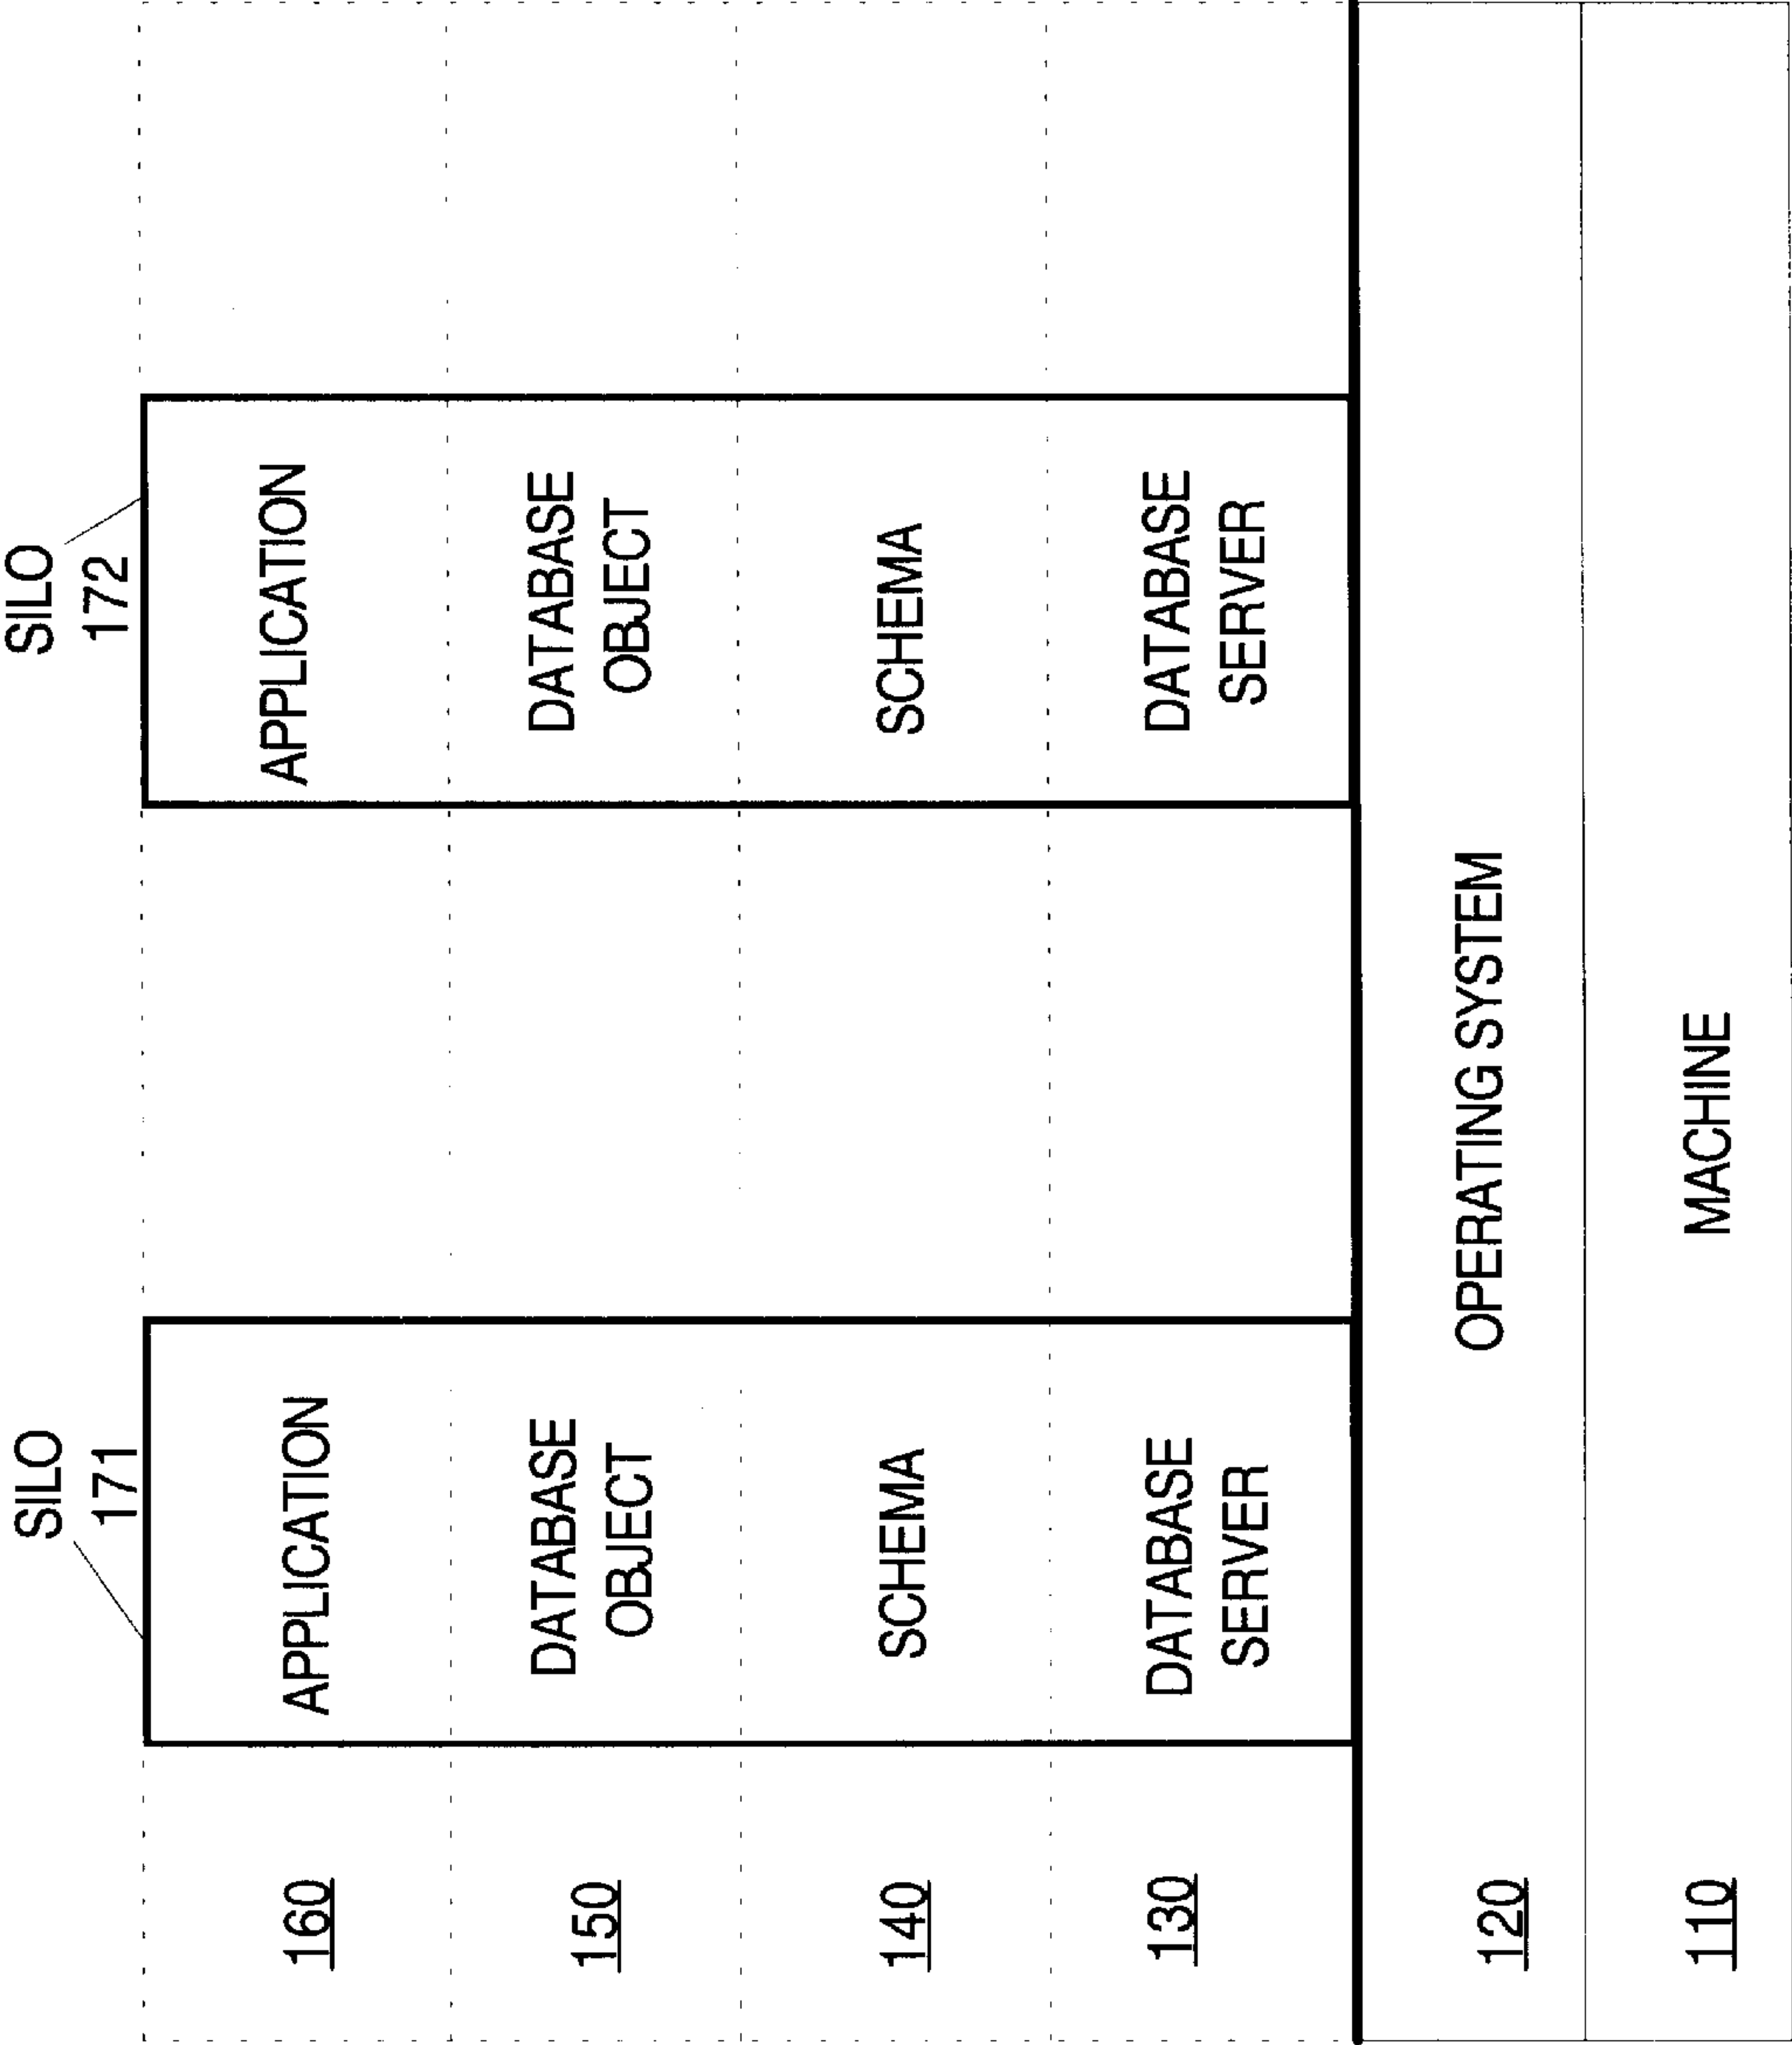 SILO
171
SILO
172
160
APPLICATION
APPLICATION
150
DATABASE
OBJECT
DATABASE
OBJECT
140
SCHEMA
SCHEMA
130
DATABASE
SERVER
DATABASE
SERVER
120
OPERATING SYSTEM
110
MACHINE